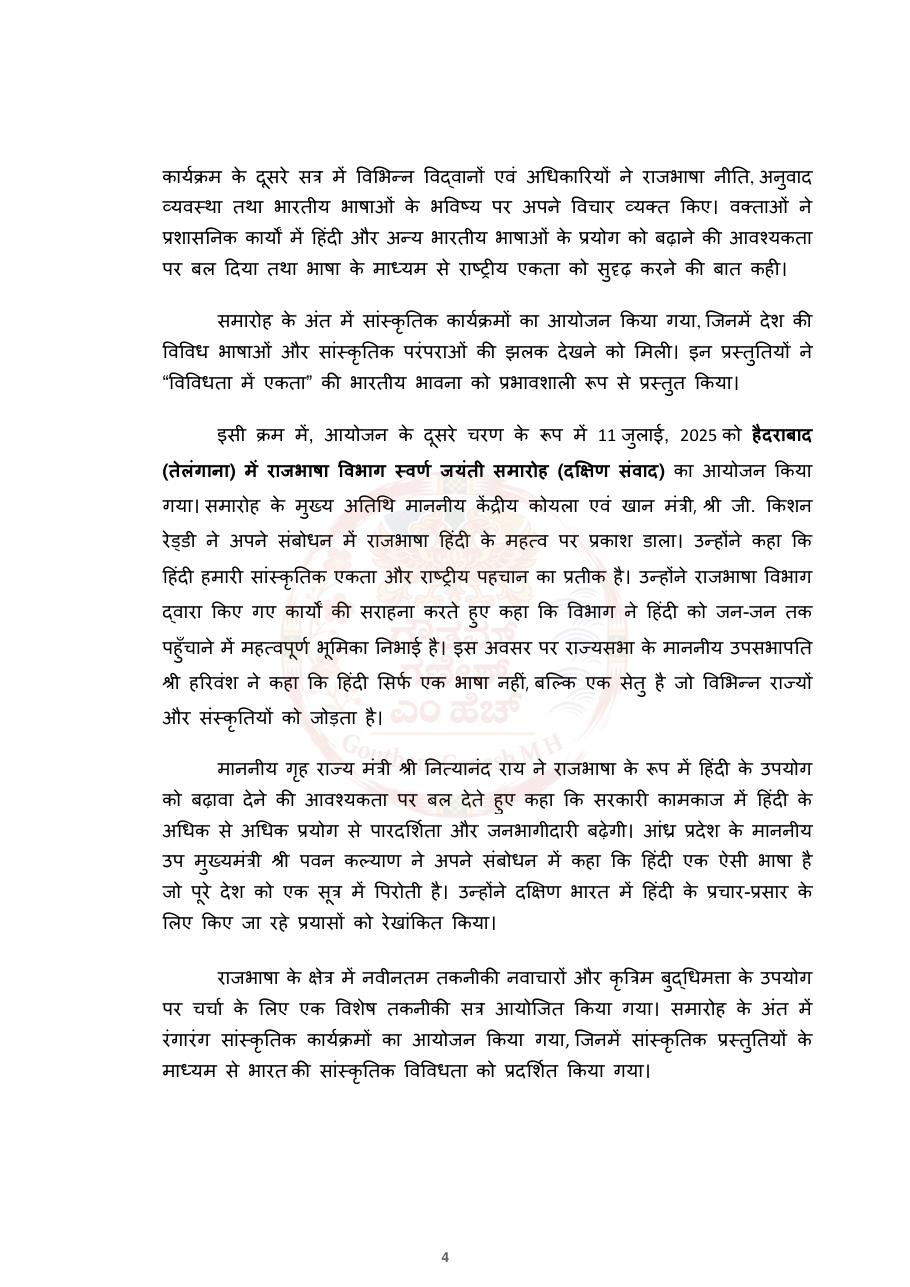 कार्यक्रम के दूसरे सत्र में विभिन्न विद्वानों एवं अधिकारियों ने राजभाषा नीति, अनुवाद
व्यवस्था तथा भारतीय भाषाओं के भविष्य पर अपने विचार व्यक्त किए। वक्ताओं ने
प्रशासनिक कार्यों में हिंदी और अन्य भारतीय भाषाओं के प्रयोग को बढ़ाने की आवश्यकता
पर बल दिया तथा भाषा के माध्यम से राष्ट्रीय एकता को सुदृढ़ करने की बात कही।
समारोह के अंत में सांस्कृतिक कार्यक्रमों का आयोजन किया गया, जिनमें देश की
विविध भाषाओं और सांस्कृतिक परंपराओं की झलक देखने को मिली। इन प्रस्तुतियों ने
“विविधता में एकता” की भारतीय भावना को प्रभावशाली रूप से प्रस्तुत किया।
इसी क्रम में, आयोजन के दूसरे चरण के रूप में 11 जुलाई, 2025 को हैदराबाद
(तेलंगाना) में राजभाषा विभाग स्वर्ण जयंती समारोह (दक्षिण संवाद) का आयोजन किया
गया। समारोह के मुख्य अतिथि माननीय केंद्रीय कोयला एवं खान मंत्री, श्री जी. किशन
रेड्डी ने अपने संबोधन में राजभाषा हिंदी के महत्व पर प्रकाश डाला। उन्होंने कहा कि
हिंदी हमारी सांस्कृतिक एकता और राष्ट्रीय पहचान का प्रतीक है। उन्होंने राजभाषा विभाग
द्वारा किए गए कार्यों की सराहना करते हुए कहा कि विभाग ने हिंदी को जन-जन तक
पहुँचाने में महत्वपूर्ण भूमिका निभाई है। इस अवसर पर राज्यसभा के माननीय उपसभापति
श्री हरिवंश ने कहा कि हिंदी सिर्फ एक भाषा नहीं, बल्कि एक सेतु है जो विभिन्न राज्यों
और संस्कृतियों को जोड़ता है।
ಗೌತಮ್
ಗಣೇಶ್
ಎಂ ಹೆಚ್
Goutham Ganesh M H
माननीय गृह राज्य मंत्री श्री नित्यानंद राय ने राजभाषा के रूप में हिंदी के उपयोग
को बढ़ावा देने की आवश्यकता पर बल देते हुए कहा कि सरकारी कामकाज में हिंदी के
अधिक से अधिक प्रयोग से पारदर्शिता और जनभागीदारी बढ़ेगी। आंध्र प्रदेश के माननीय
उप मुख्यमंत्री श्री पवन कल्याण ने अपने संबोधन में कहा कि हिंदी एक ऐसी भाषा है
जो पूरे देश को एक सूत्र में पिरोती है। उन्होंने दक्षिण भारत में हिंदी के प्रचार-प्रसार के
लिए किए जा रहे प्रयासों को रेखांकित किया।
राजभाषा के क्षेत्र में नवीनतम तकनीकी नवाचारों और कृत्रिम बुद्धिमत्ता के उपयोग
पर चर्चा के लिए एक विशेष तकनीकी सत्र आयोजित किया गया। समारोह के अंत में
रंगारंग सांस्कृतिक कार्यक्रमों का आयोजन किया गया, जिनमें सांस्कृतिक प्रस्तुतियों के
माध्यम से भारत की सांस्कृतिक विविधता को प्रदर्शित किया गया।
4